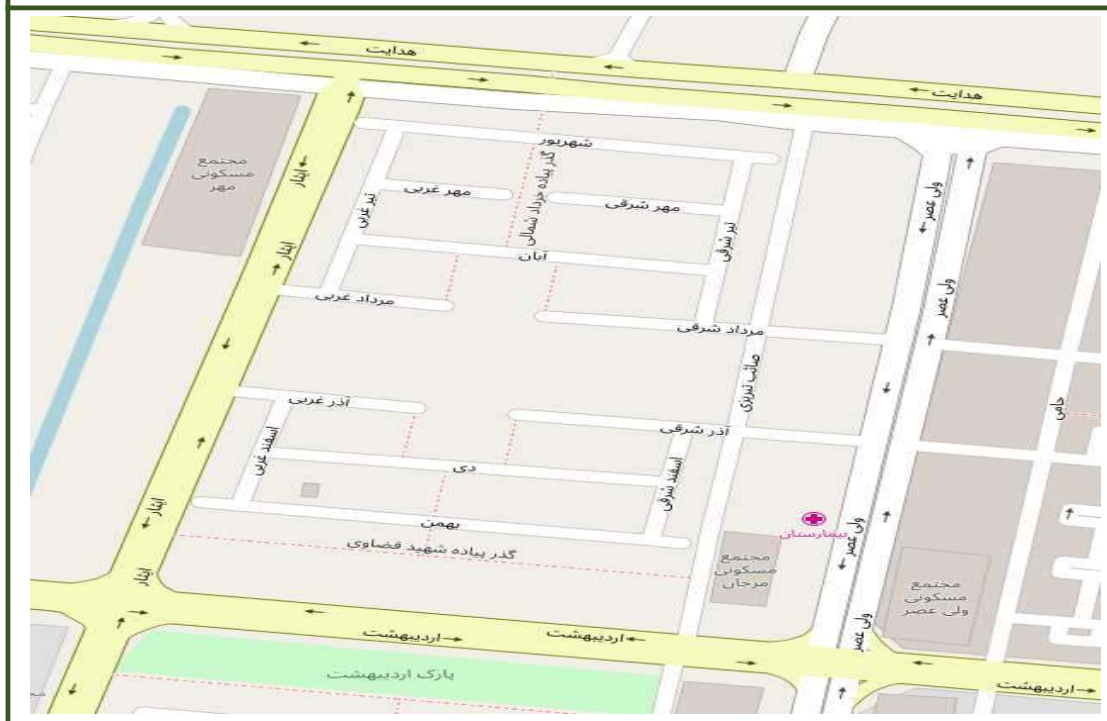 هدایت
هدایت
شهریور
مجتمع
مسکونی
مهر
ایثار
گذر پیاده خرداد شمالی
مهر غربی
مهر شرقی
تیر غربی
تیر شرقی
ولی عصر
ایثار
ایثار
آبان
مرداد غربی
مرداد شرقی
ولی عصر
صائب تبریزی
آذر غربی
آذر شرقی
حامی
اسفند غربی
دی
اسفند شرقی
ایثار
بهمن
گذر پیاده شهید قضاوی
بیمارستان
ولی عصر
مجتمع
مسکونی
مرجان
مجتمع
مسکونی
ولی عصر
ایثار
اردیبهشت
اردیبهشت
ولی عصر
پارک اردیبهشت
اردیبهشت